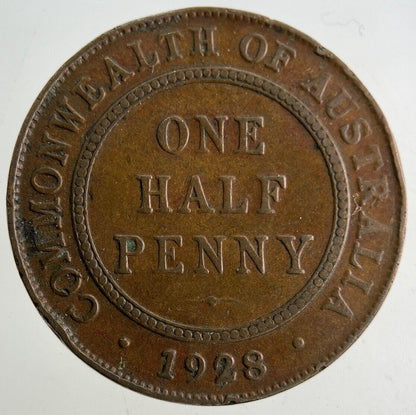 COMMONWEALTH OF AUSTRALIA
ONE
HALF
PENNY
· 1928 ·